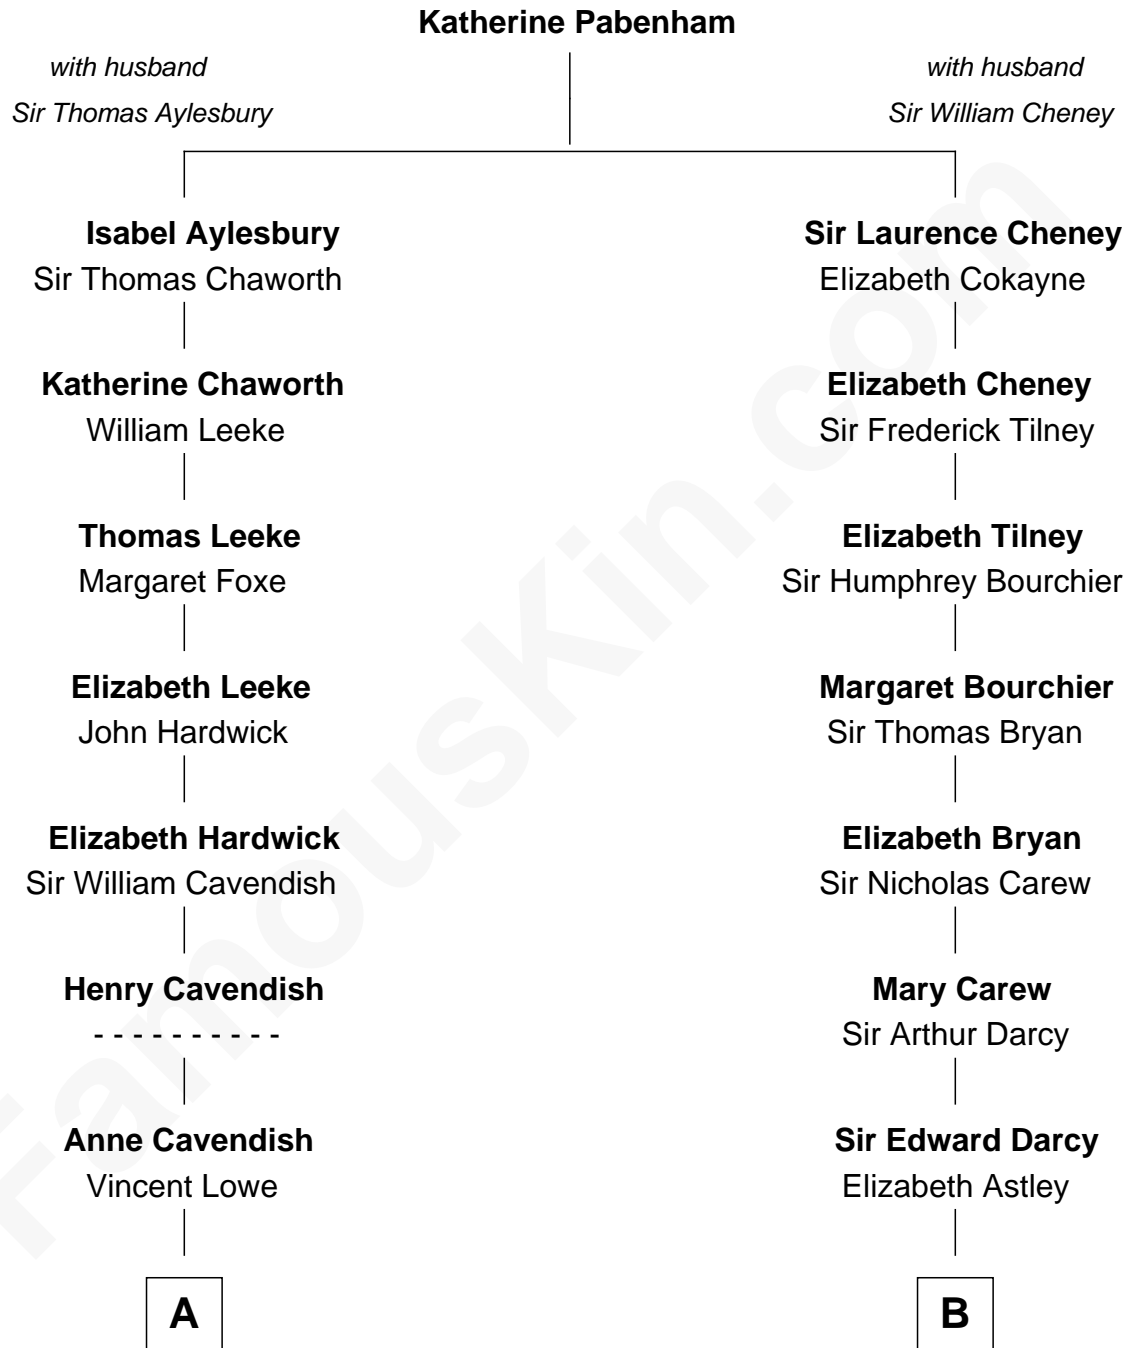 Katherine Pabenham
with husband
Sir Thomas Aylesbury
with husband
Sir William Cheney
Isabel Aylesbury
Sir Thomas Chaworth
Katherine Chaworth
William Leeke
Thomas Leeke
Margaret Foxe
Elizabeth Leeke
John Hardwick
Elizabeth Hardwick
Sir William Cavendish
Henry Cavendish
- - - - - - - - - -
Anne Cavendish
Vincent Lowe
A
Sir Laurence Cheney
Elizabeth Cokayne
Elizabeth Cheney
Sir Frederick Tilney
Elizabeth Tilney
Sir Humphrey Bourchier
Margaret Bourchier
Sir Thomas Bryan
Elizabeth Bryan
Sir Nicholas Carew
Mary Carew
Sir Arthur Darcy
Sir Edward Darcy
Elizabeth Astley
B
FamousKin.com